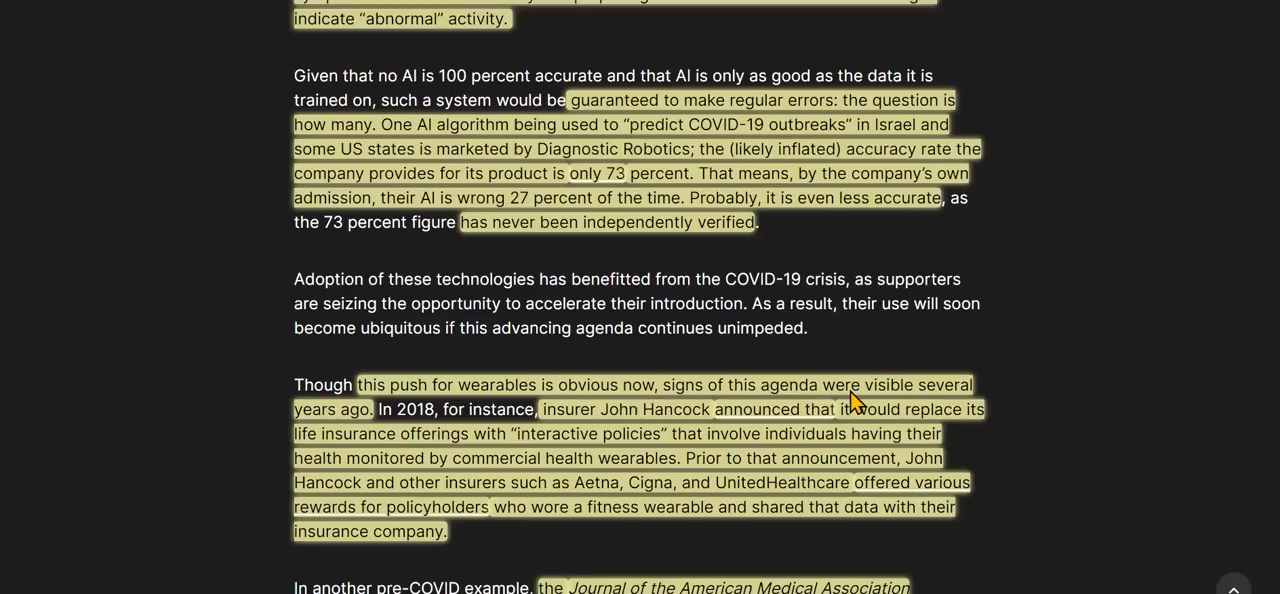 indicate “abnormal” activity.
Given that no AI is 100 percent accurate and that AI is only as good as the data it is
trained on, such a system would be guaranteed to make regular errors: the question is
how many. One AI algorithm being used to “predict COVID-19 outbreaks” in Israel and
some US states is marketed by Diagnostic Robotics; the (likely inflated) accuracy rate the
company provides for its product is only 73 percent. That means, by the company’s own
admission, their AI is wrong 27 percent of the time. Probably, it is even less accurate, as
the 73 percent figure has never been independently verified.
Adoption of these technologies has benefitted from the COVID-19 crisis, as supporters
are seizing the opportunity to accelerate their introduction. As a result, their use will soon
become ubiquitous if this advancing agenda continues unimpeded.
Though this push for wearables is obvious now, signs of this agenda were visible several
years ago. In 2018, for instance, insurer John Hancock announced that it would replace its
life insurance offerings with “interactive policies” that involve individuals having their
health monitored by commercial health wearables. Prior to that announcement, John
Hancock and other insurers such as Aetna, Cigna, and UnitedHealthcare offered various
rewards for policyholders who wore a fitness wearable and shared that data with their
insurance company.
In another pre-COVID example, the Journal of the American Medical Association